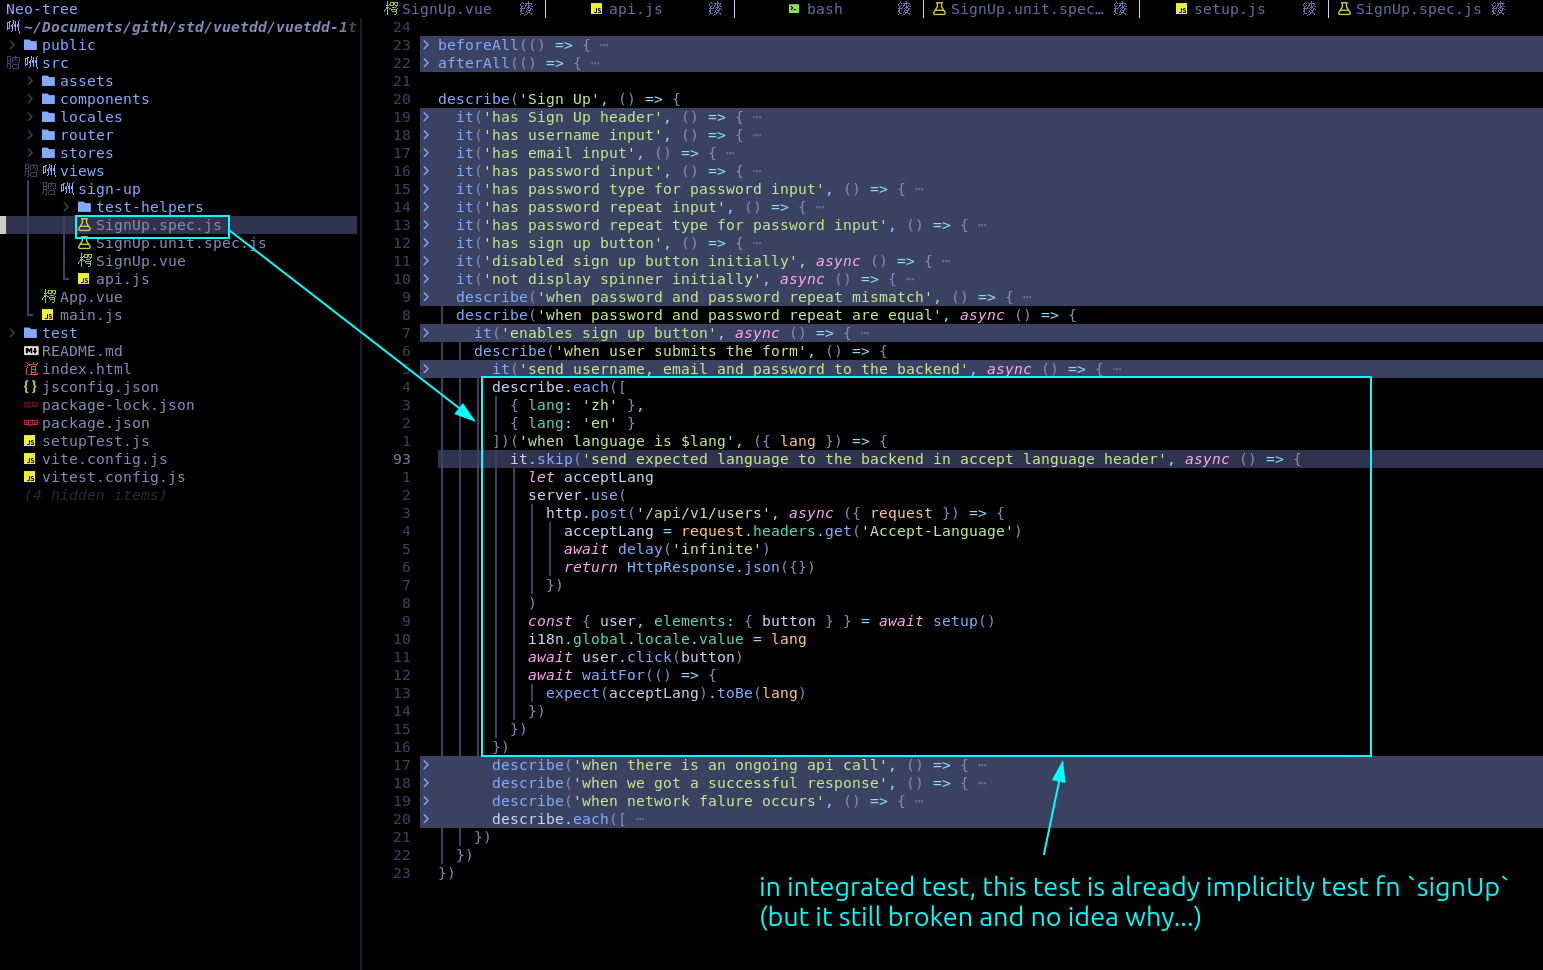 Neo-tree
~/Documents/gith/std/vuetdd/vuetdd-1t
public
src
assets
components
locales
router
stores
views
sign-up
test-helpers
SignUp.spec.js
SignUp.unit.spec.js
SignUp.vue
api.js
App.vue
main.js
test
README.md
index.html
jsconfig.json
package-lock.json
package.json
setupTest.js
vite.config.js
vitest.config.js
(4 hidden items)
SignUp.vue api.js bash SignUp.unit.spec… setup.js SignUp.spec.js
24
23 beforeAll(() => { ⋯
22 afterAll(() => { ⋯
21
20 describe('Sign Up', () => {
19 it('has Sign Up header', () => { ⋯
18 it('has username input', () => { ⋯
17 it('has email input', () => { ⋯
16 it('has password input', () => { ⋯
15 it('has password type for password input', () => { ⋯
14 it('has password repeat input', () => { ⋯
13 it('has password repeat type for password input', () => { ⋯
12 it('has sign up button', () => { ⋯
11 it('disabled sign up button initially', async () => { ⋯
10 it('not display spinner initially', async () => { ⋯
9 describe('when password and password repeat mismatch', () => { ⋯
8 describe('when password and password repeat are equal', async () => {
7 it('enables sign up button', async () => { ⋯
6 describe('when user submits the form', () => {
5 it('send username, email and password to the backend', async () => { ⋯
4 describe.each([
3 { lang: 'zh' },
2 { lang: 'en' }
1 ])('when language is $lang', ({ lang }) => {
93 it.skip('send expected language to the backend in accept language header', async () => {
1 let acceptLang
2 server.use(
3 http.post('/api/v1/users', async ({ request }) => {
4 acceptLang = request.headers.get('Accept-Language')
5 await delay('infinite')
6 return HttpResponse.json({})
7 })
8 )
9 const { user, elements: { button } } = await setup()
10 i18n.global.locale.value = lang
11 await user.click(button)
12 await waitFor(() => {
13 expect(acceptLang).toBe(lang)
14 })
15 })
16 })
17 describe('when there is an ongoing api call', () => { ⋯
18 describe('when we got a successful response', () => { ⋯
19 describe('when network falure occurs', () => { ⋯
20 describe.each([ ⋯
21 })
22 })
23 })
in integrated test, this test is already implicitly test fn `signUp`
(but it still broken and no idea why...)